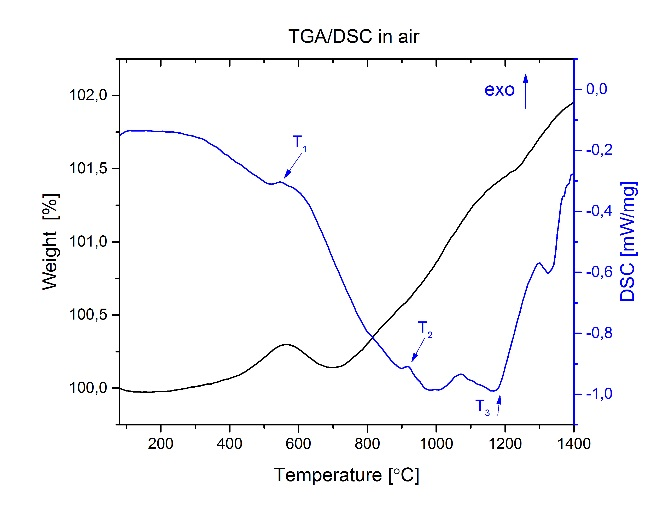 TGA/DSC in air
exo
102,0
101,5
101,0
100,5
100,0
Weight [%]
0,0
-0,2
-0,4
-0,6
-0,8
-1,0
DSC [mW/mg]
T1
T2
T3
200 400 600 800 1000 1200 1400
Temperature [°C]